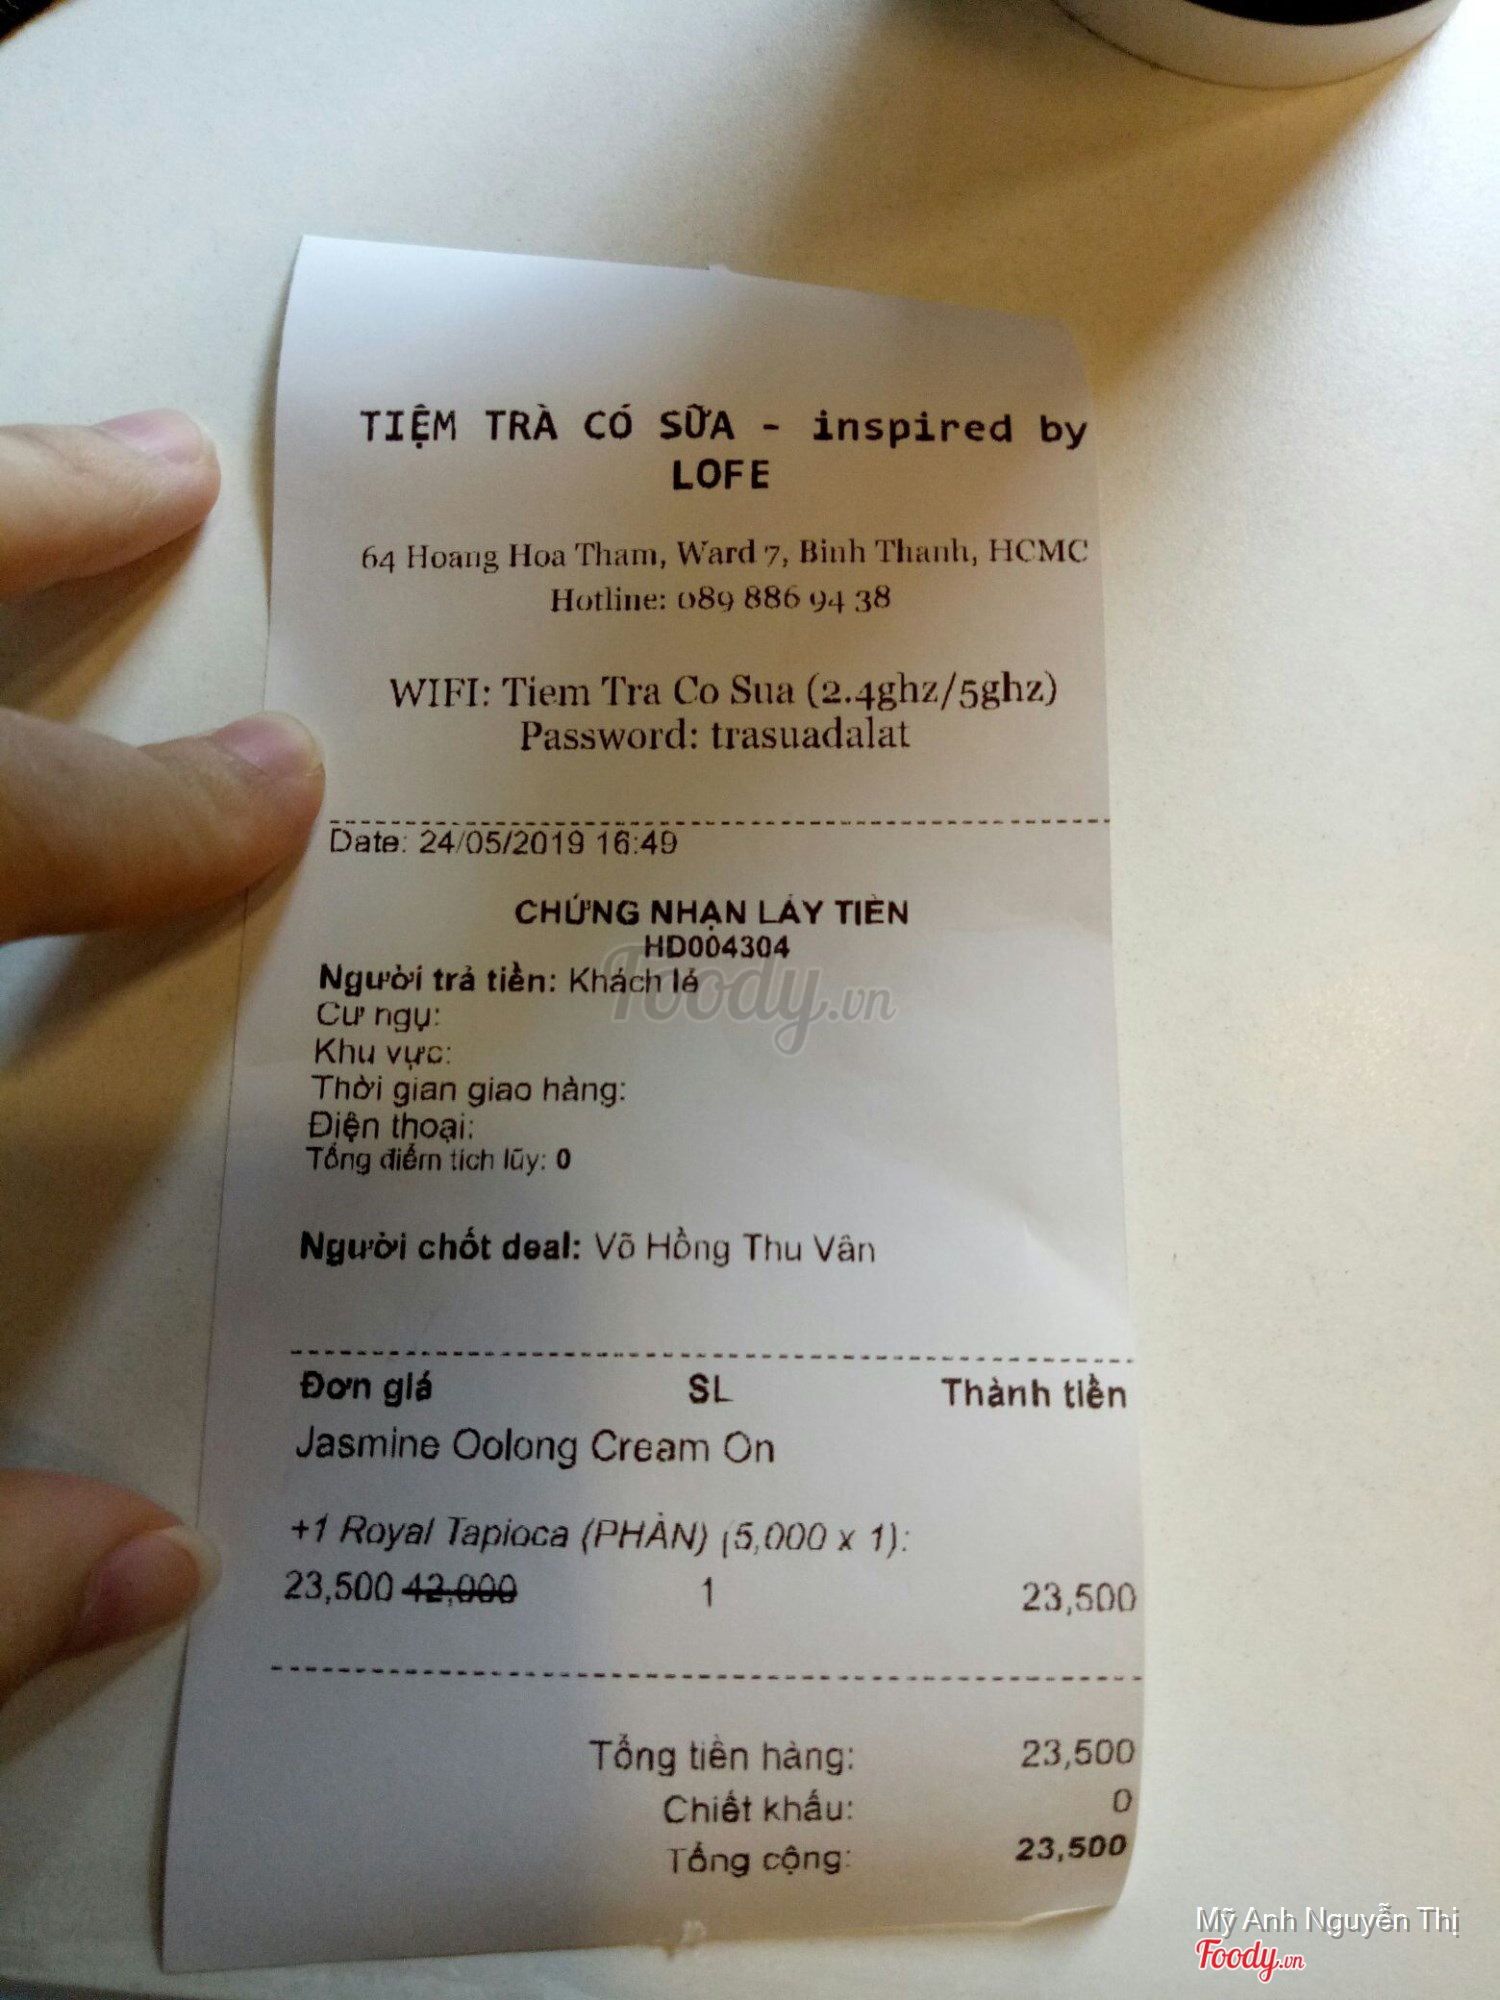 TIỆM TRÀ CÓ SỮA - inspired by
LOFE
64 Hoang Hoa Tham, Ward 7, Binh Thanh, HCMC
Hotline: 089 886 94 38
WIFI: Tiem Tra Co Sua (2.4ghz/5ghz)
Password: trasuadalat
Date: 24/05/2019 16:49
CHỨNG NHẬN LẤY TIỀN
HD004304
Người trả tiền: Khách lẻ
Cư ngụ:
Khu vực:
Thời gian giao hàng:
Điện thoại:
Tổng điểm tích lũy: 0
Người chốt deal: Võ Hồng Thu Vân
Đơn giá SL Thành tiền
Jasmine Oolong Cream On
+1 Royal Tapioca (PHẦN) (5,000 x 1):
23,500 42,000 1 23,500
Tổng tiền hàng: 23,500
Chiết khấu: 0
Tổng cộng: 23,500
Foody.vn
Mỹ Anh Nguyễn Thị
Foody.vn